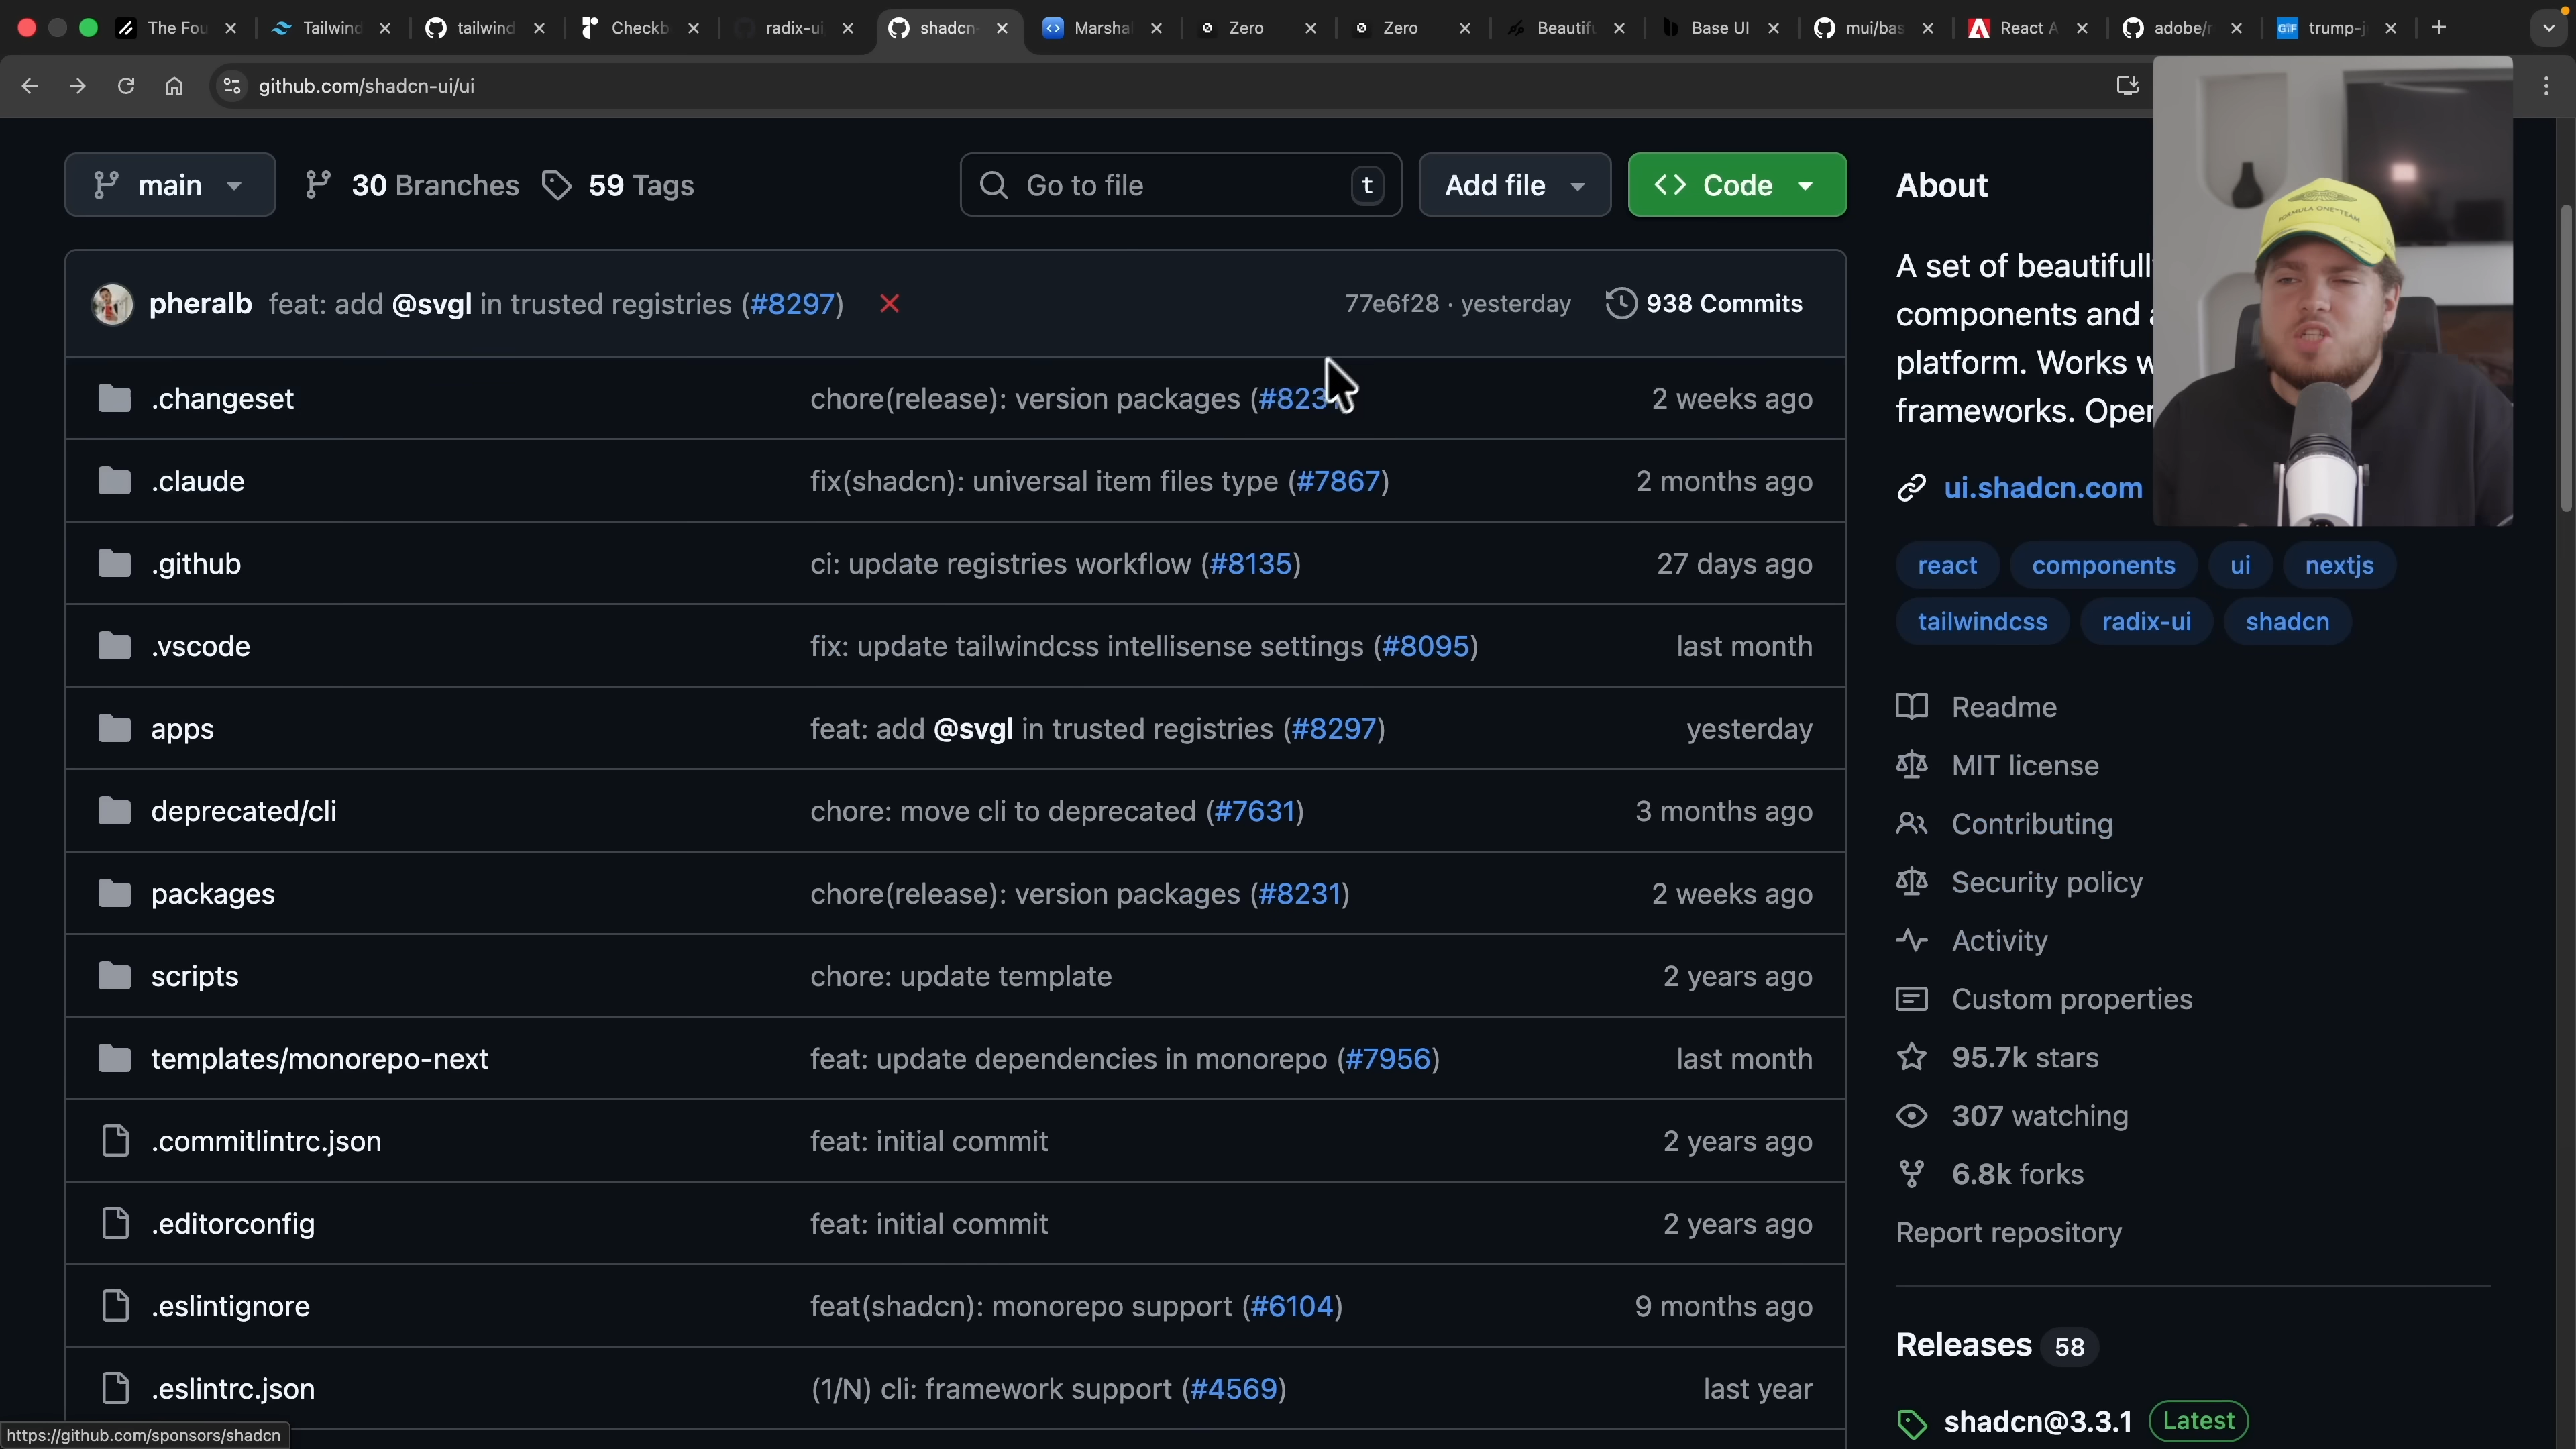 The Fou
Tailwind
tailwind
Checkb
radix-ui
shadcn-
Marshal
Zero
Zero
Beautifu
Base UI
mui/bas
React A
adobe/r
GIF
trump-j
github.com/shadcn-ui/ui
main
30 Branches
59 Tags
Go to file
t
Add file
Code
pheralb feat: add @svgl in trusted registries (#8297)
77e6f28 · yesterday
938 Commits
.changeset
chore(release): version packages (#823
2 weeks ago
.claude
fix(shadcn): universal item files type (#7867)
2 months ago
.github
ci: update registries workflow (#8135)
27 days ago
.vscode
fix: update tailwindcss intellisense settings (#8095)
last month
apps
feat: add @svgl in trusted registries (#8297)
yesterday
deprecated/cli
chore: move cli to deprecated (#7631)
3 months ago
packages
chore(release): version packages (#8231)
2 weeks ago
scripts
chore: update template
2 years ago
templates/monorepo-next
feat: update dependencies in monorepo (#7956)
last month
.commitlintrc.json
feat: initial commit
2 years ago
.editorconfig
feat: initial commit
2 years ago
.eslintignore
feat(shadcn): monorepo support (#6104)
9 months ago
.eslintrc.json
(1/N) cli: framework support (#4569)
last year
About
A set of beautifull
components and
platform. Works w
frameworks. Open
ui.shadcn.com
FORMULA ONE TEAM
react
components
ui
nextjs
tailwindcss
radix-ui
shadcn
Readme
MIT license
Contributing
Security policy
Activity
Custom properties
95.7k stars
307 watching
6.8k forks
Report repository
Releases 58
shadcn@3.3.1
Latest
https://github.com/sponsors/shadcn